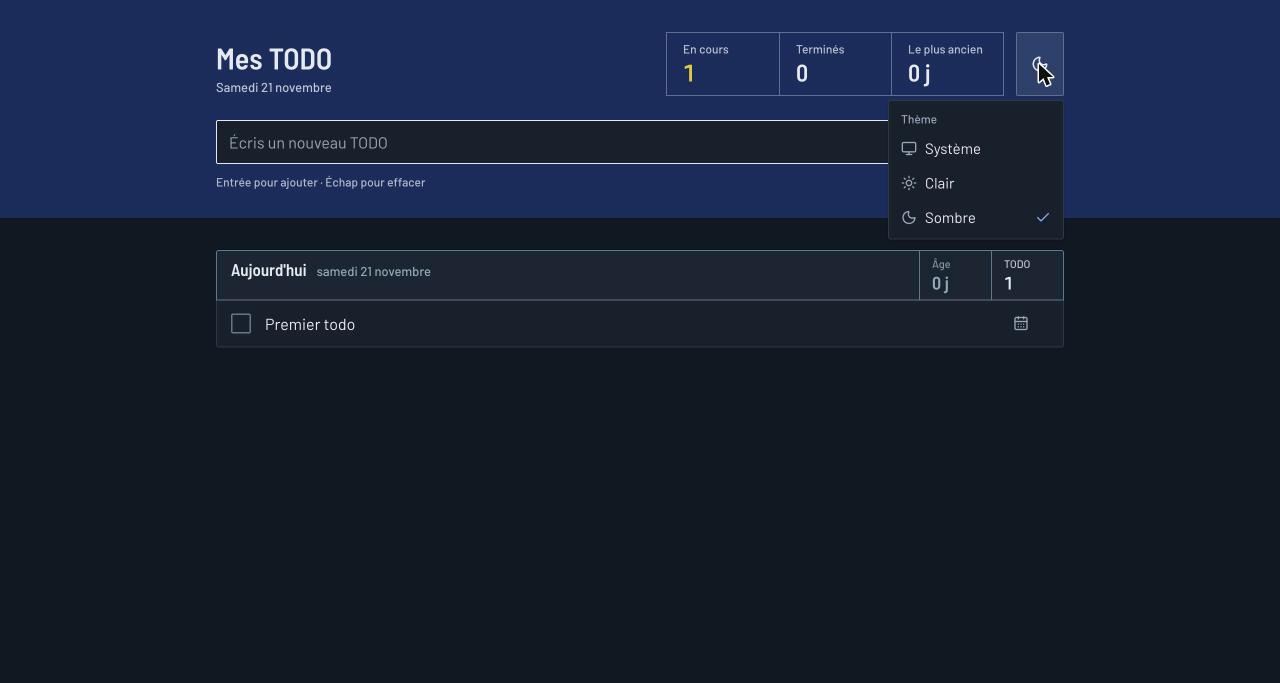 Mes TODO
Samedi 21 novembre
En cours
1
Terminés
0
Le plus ancien
0 j
Écris un nouveau TODO
Entrée pour ajouter · Échap pour effacer
Thème
Système
Clair
Sombre
Aujourd'hui samedi 21 novembre
Âge
0 j
TODO
1
Premier todo